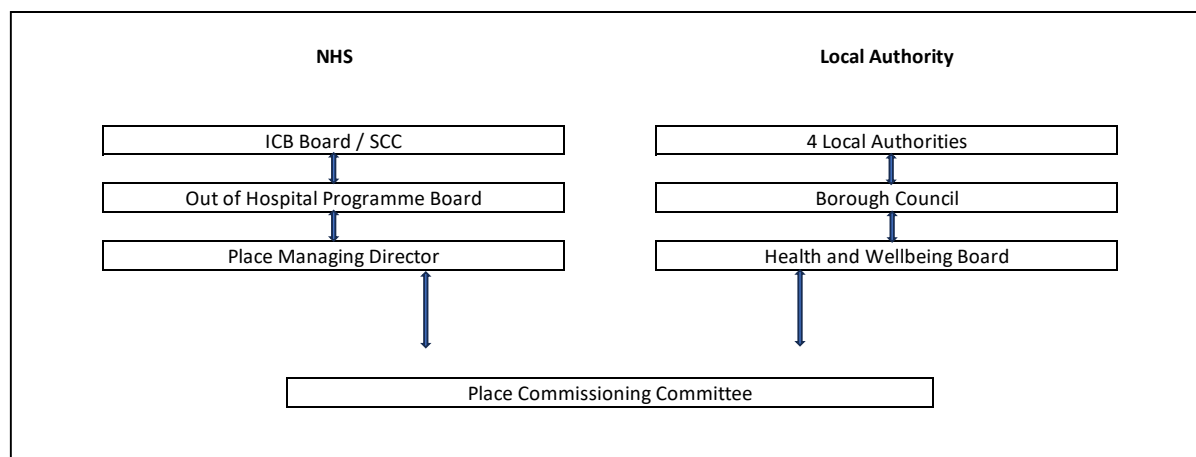 NHS
Local Authority
ICB Board / SCC
4 Local Authorities
Out of Hospital Programme Board
Borough Council
Place Managing Director
Health and Wellbeing Board
Place Commissioning Committee